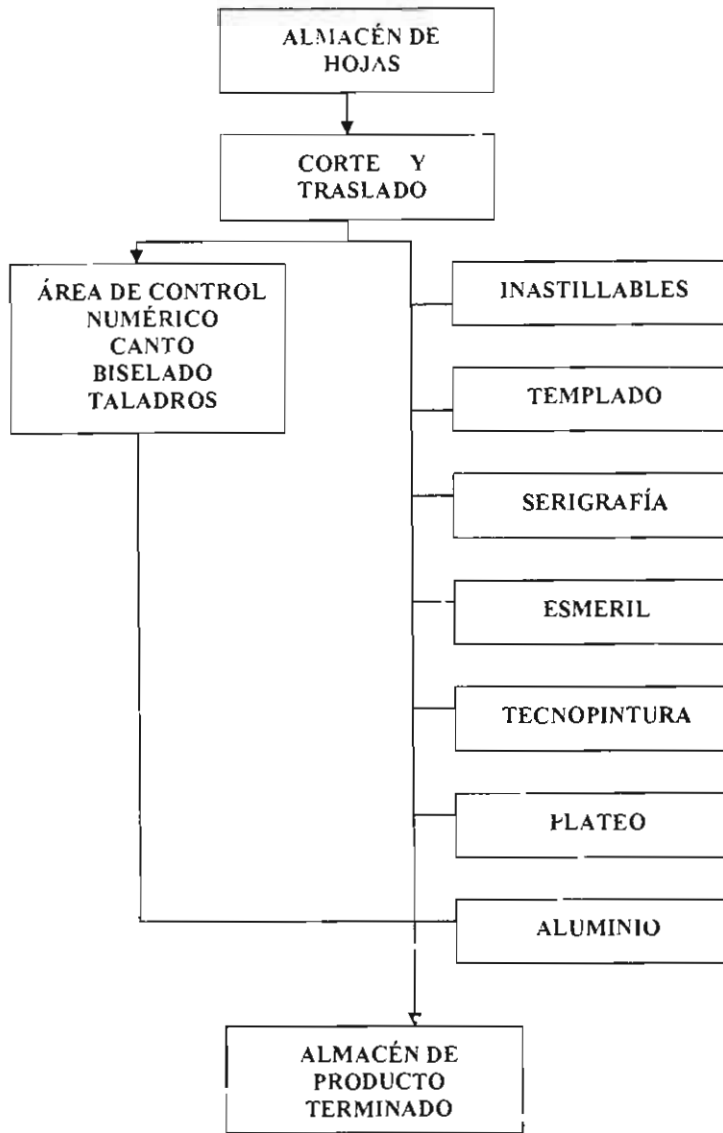 ALMACÉN DE
HOJAS
CORTE Y
TRASLADO
ÁREA DE CONTROL
NUMÉRICO
CANTO
BISELADO
TALADROS
INASTILLABLES
TEMPLADO
SERIGRAFÍA
ESMERIL
TECNOPINTURA
PLATEO
ALUMINIO
ALMACÉN DE
PRODUCTO
TERMINADO